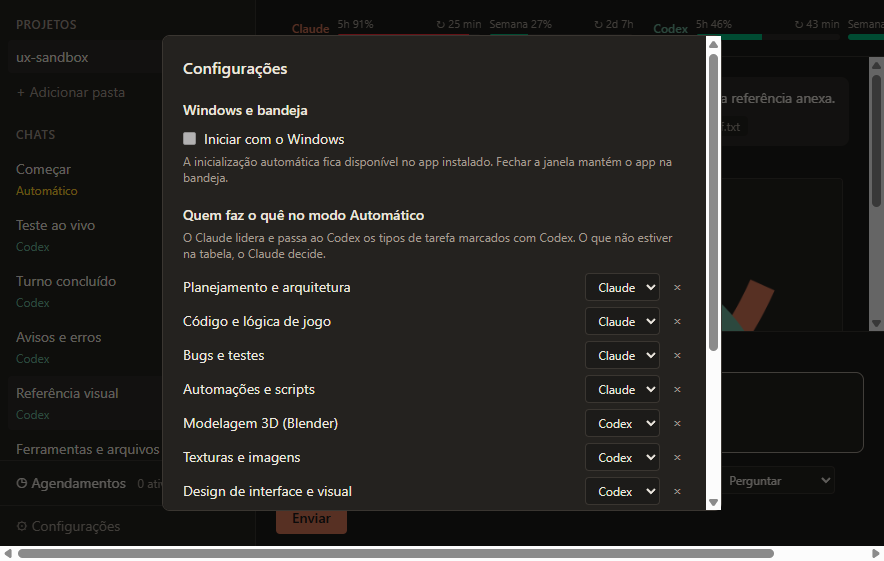 PROJETOS
ux-sandbox
+ Adicionar pasta
CHATS
Começar
Automático
Teste ao vivo
Codex
Turno concluído
Codex
Avisos e erros
Codex
Referência visual
Codex
Ferramentas e arquivos
Agendamentos
Configurações
Claude
5h 91%
↻ 25 min
Semana 27%
↻ 2d 7h
Codex
5h 46%
↻ 43 min
Semana
a referência anexa.
Configurações
Windows e bandeja
Iniciar com o Windows
A inicialização automática fica disponível no app instalado. Fechar a janela mantém o app na
bandeja.
Quem faz o quê no modo Automático
O Claude lidera e passa ao Codex os tipos de tarefa marcados com Codex. O que não estiver
na tabela, o Claude decide.
Planejamento e arquitetura Claude ×
Código e lógica de jogo Claude ×
Bugs e testes Claude ×
Automações e scripts Claude ×
Modelagem 3D (Blender) Codex ×
Texturas e imagens Codex ×
Design de interface e visual Codex ×
Perguntar
Enviar